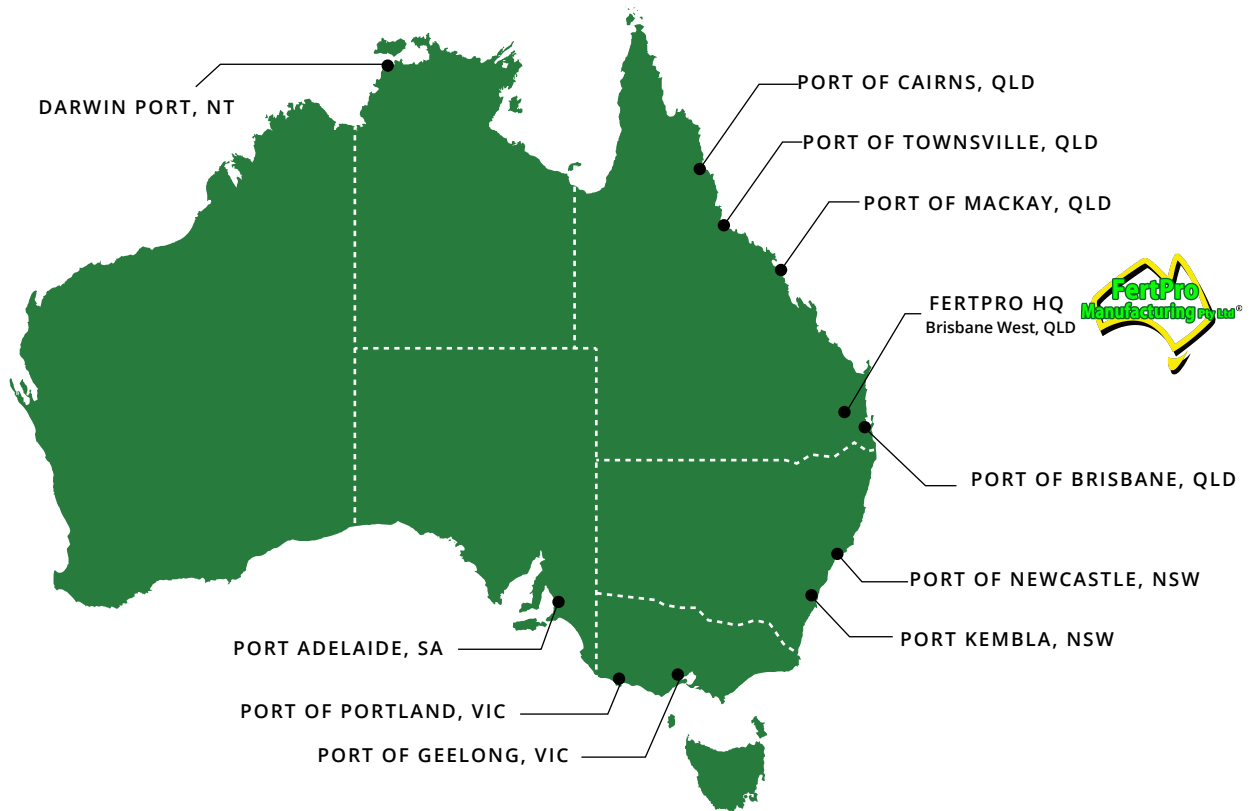 DARWIN PORT, NT
PORT OF CAIRNS, QLD
PORT OF TOWNSVILLE, QLD
PORT OF MACKAY, QLD
FERTPRO HQ
Brisbane West, QLD
FertPro
Manufacturing Pty Ltd®
PORT OF BRISBANE, QLD
PORT OF NEWCASTLE, NSW
PORT KEMBLA, NSW
PORT ADELAIDE, SA
PORT OF PORTLAND, VIC
PORT OF GEELONG, VIC